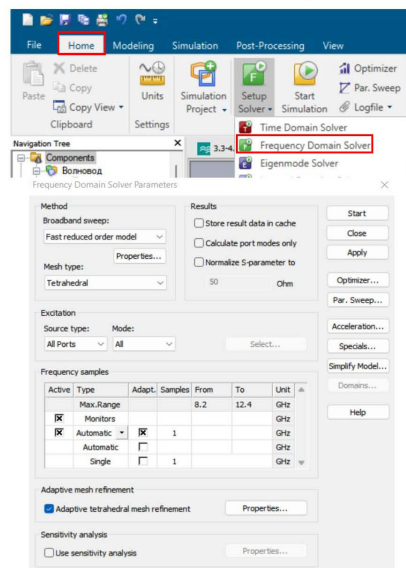 File Home Modeling Simulation Post-Processing View
Delete
Copy
Paste
Copy View
Clipboard
Units
Settings
Simulation Project
Setup Solver
Start Simulation
Optimizer
Par. Sweep
Logfile
Time Domain Solver
Frequency Domain Solver
Eigenmode Solver
Navigation Tree X
Components
Волновод
3.3-4.
Frequency Domain Solver Parameters
Method
Broadband sweep:
Fast reduced order model
Properties...
Mesh type:
Tetrahedral
Results
Store result data in cache
Calculate port modes only
Normalize S-parameter to
50 Ohm
Start
Close
Apply
Optimizer...
Par. Sweep...
Acceleration...
Specials...
Simplify Model...
Domains...
Help
Excitation
Source type: Mode:
All Ports All Select...
Frequency samples
Active Type Adapt. Samples From To Unit
Max.Range 8.2 12.4 GHz
Monitors GHz
Automatic 1 GHz
Automatic GHz
Single 1 GHz
Adaptive mesh refinement
Adaptive tetrahedral mesh refinement Properties...
Sensitivity analysis
Use sensitivity analysis Properties...